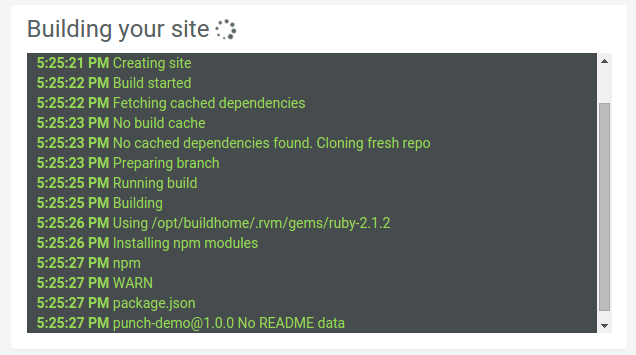 Building your site
5:25:21 PM Creating site
5:25:22 PM Build started
5:25:22 PM Fetching cached dependencies
5:25:23 PM No build cache
5:25:23 PM No cached dependencies found. Cloning fresh repo
5:25:23 PM Preparing branch
5:25:25 PM Running build
5:25:25 PM Building
5:25:26 PM Using /opt/buildhome/.rvm/gems/ruby-2.1.2
5:25:26 PM Installing npm modules
5:25:27 PM npm
5:25:27 PM WARN
5:25:27 PM package.json
5:25:27 PM punch-demo@1.0.0 No README data